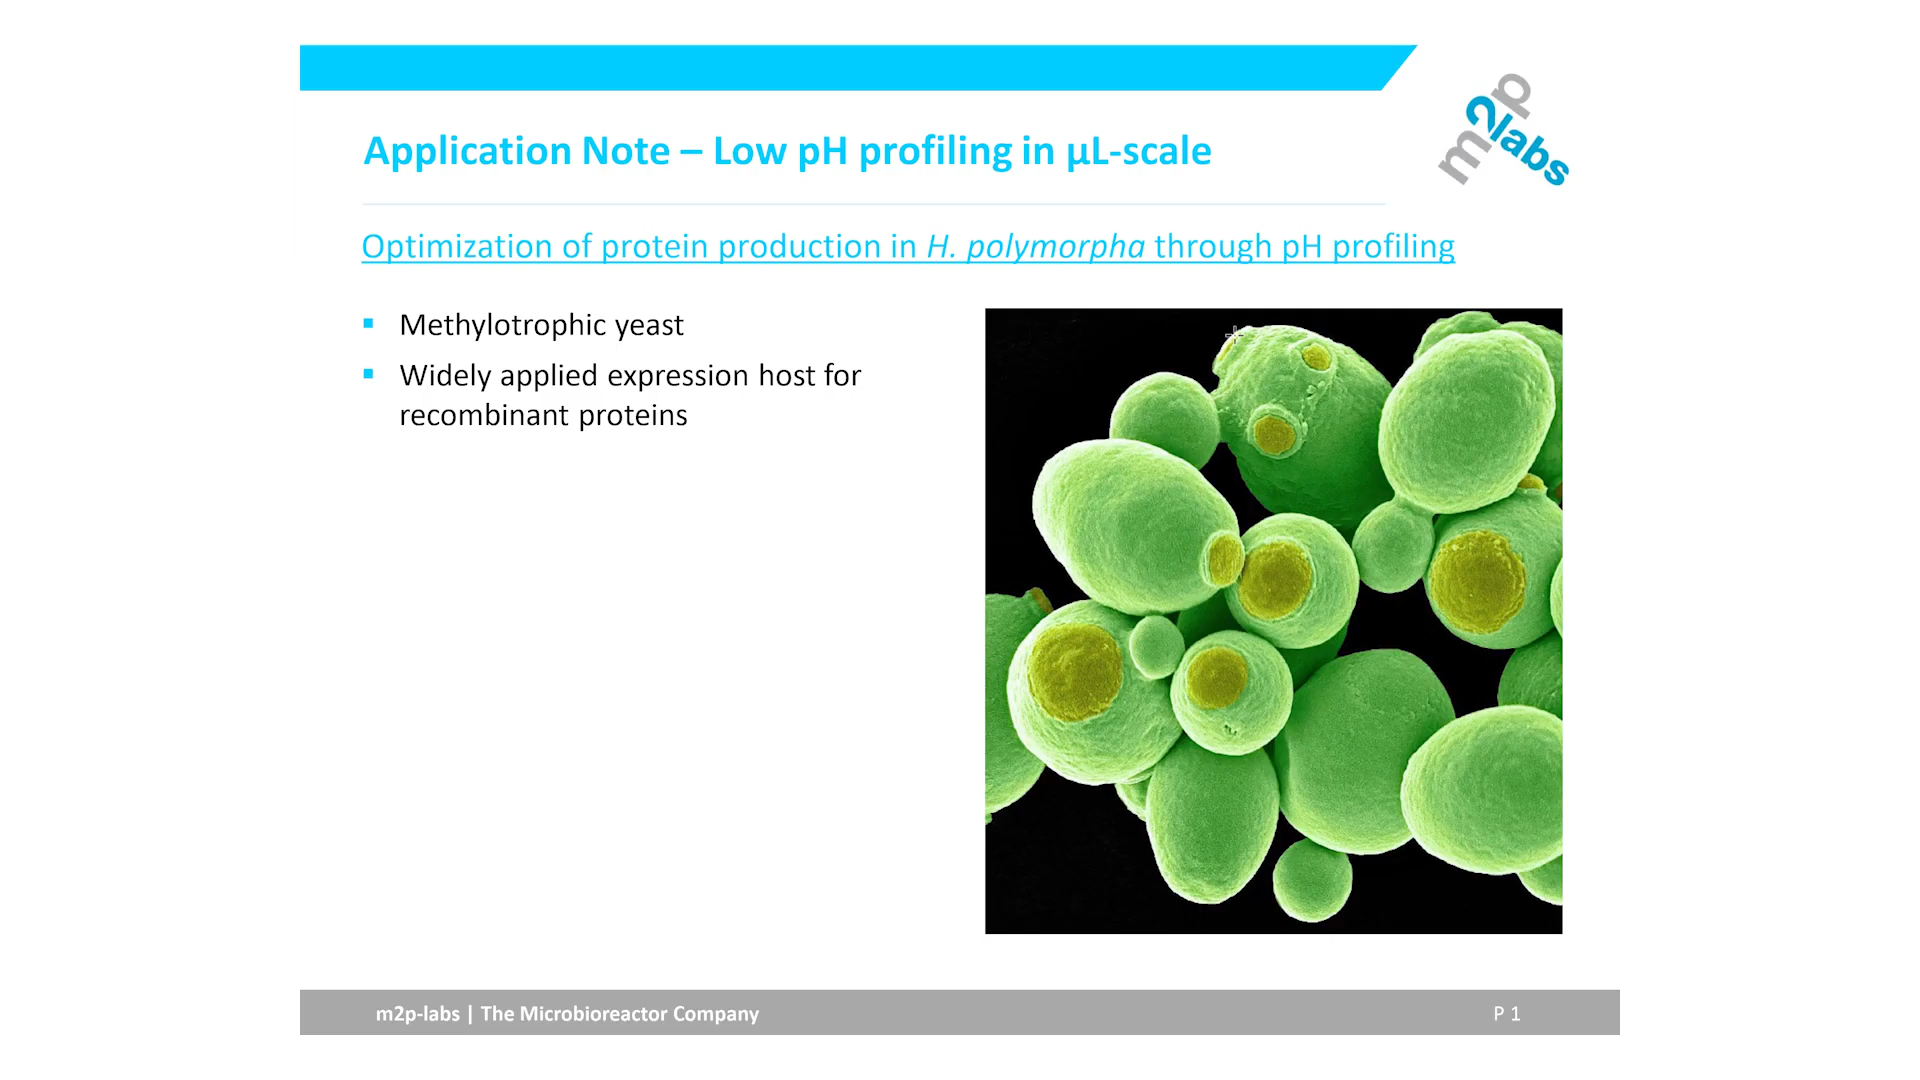 m2p
labs
Application Note – Low pH profiling in µL-scale
Optimization of protein production in H. polymorpha through pH profiling
▪ Methylotrophic yeast
▪ Widely applied expression host for
recombinant proteins
m2p-labs | The Microbioreactor Company
P 1